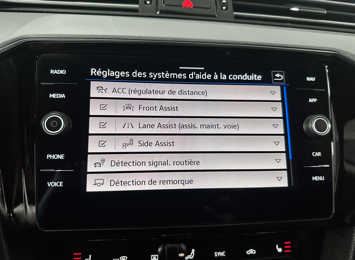 RADIO
MEDIA
PHONE
VOICE
Réglages des systèmes d'aide à la conduite
ACC (régulateur de distance)
Front Assist
Lane Assist (assis. maint. voie)
Side Assist
Détection signal. routière
Détection de remorque
NAV
APP
CAR
MENU
SYNC